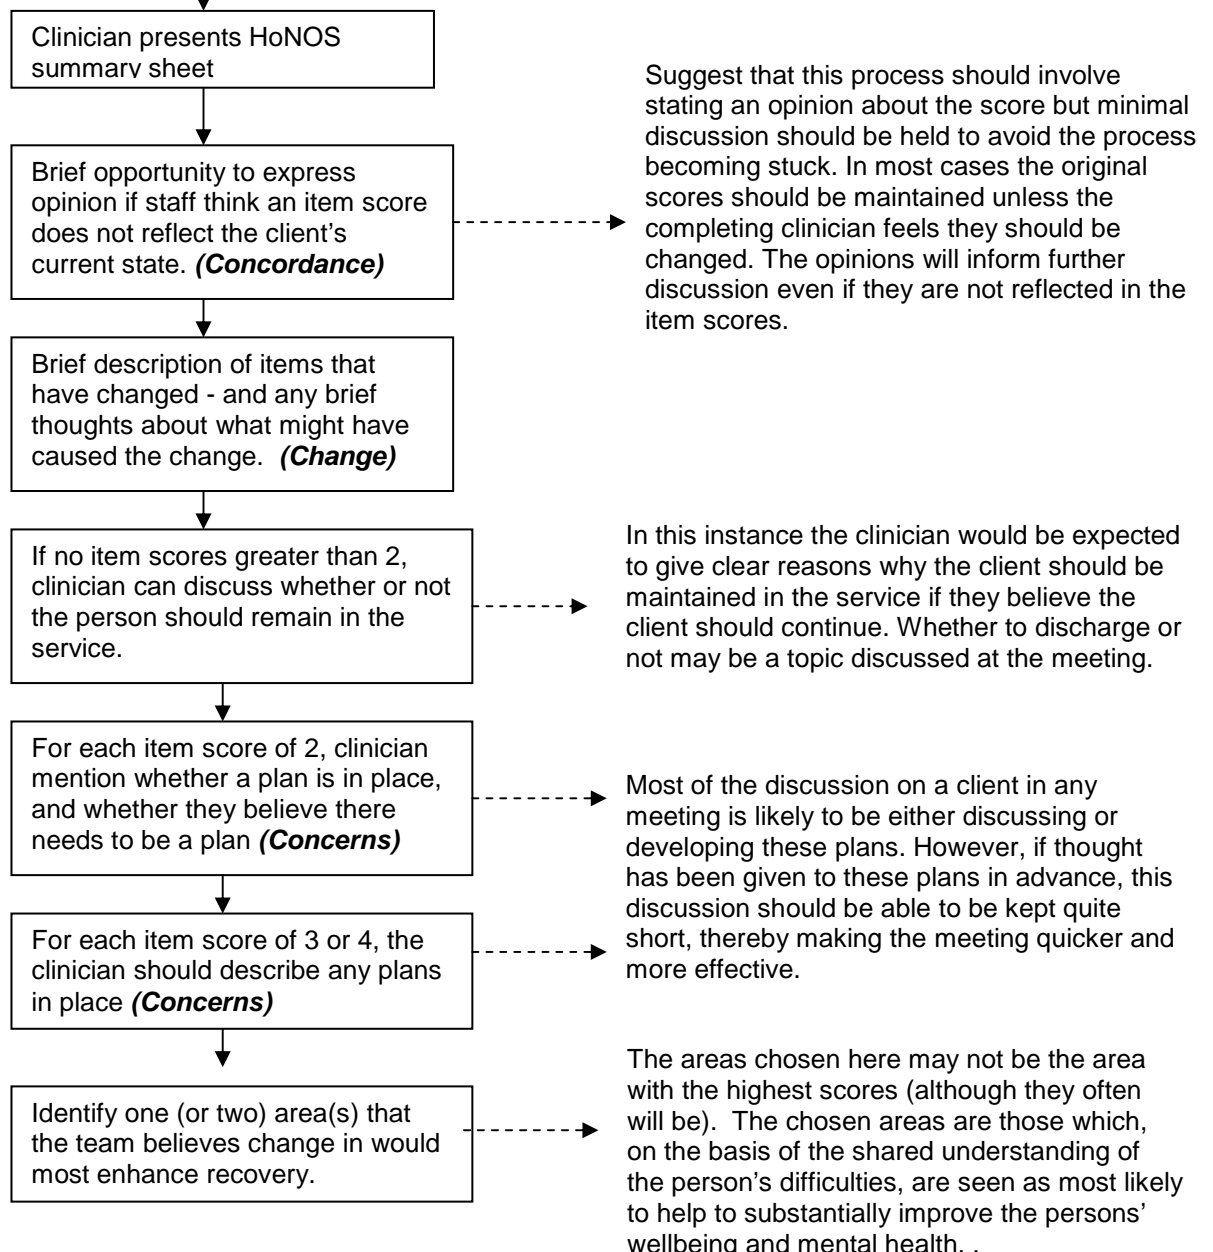 Clinician presents HoNOS
summary sheet
Suggest that this process should involve
stating an opinion about the score but minimal
discussion should be held to avoid the process
becoming stuck. In most cases the original
scores should be maintained unless the
completing clinician feels they should be
changed. The opinions will inform further
discussion even if they are not reflected in the
item scores.
Brief opportunity to express
opinion if staff think an item score
does not reflect the client's
current state. (Concordance)
Brief description of items that
have changed - and any brief
thoughts about what might have
caused the change. (Change)
If no item scores greater than 2,
clinician can discuss whether or not
the person should remain in the
service.
In this instance the clinician would be expected
to give clear reasons why the client should be
maintained in the service if they believe the
client should continue. Whether to discharge or
not may be a topic discussed at the meeting.
For each item score of 2, clinician
mention whether a plan is in place,
and whether they believe there
needs to be a plan (Concerns)
Most of the discussion on a client in any
meeting is likely to be either discussing or
developing these plans. However, if thought
has been given to these plans in advance, this
discussion should be able to be kept quite
short, thereby making the meeting quicker and
more effective.
For each item score of 3 or 4, the
clinician should describe any plans
in place (Concerns)
Identify one (or two) area(s) that
the team believes change in would
most enhance recovery.
The areas chosen here may not be the area
with the highest scores (although they often
will be). The chosen areas are those which,
on the basis of the shared understanding of
the person's difficulties, are seen as most likely
to help to substantially improve the persons'
wellbeing and mental health. .